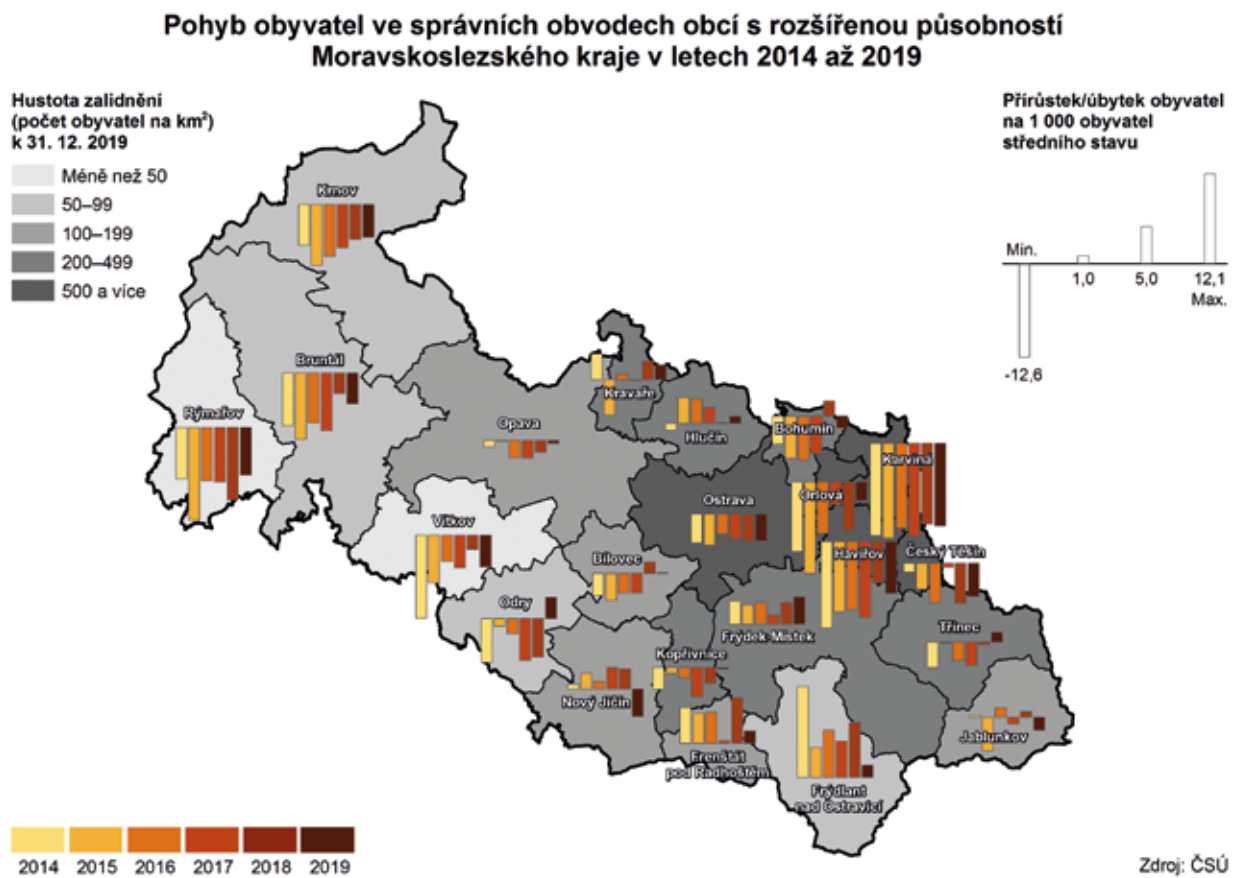 Pohyb obyvatel ve správních obvodech obcí s rozšířenou působností
Moravskoslezského kraje v letech 2014 až 2019
Hustota zalidnění
(počet obyvatel na km²)
k 31. 12. 2019
Méně než 50
50–99
100–199
200–499
500 a více
Přírůstek/úbytek obyvatel
na 1 000 obyvatel
středního stavu
Min.
-12,6
1,0
5,0
12,1
Max.
Krnov
Bruntál
Rýmařov
Opava
Kravaře
Hlučín
Bohumín
Karviná
Orlová
Ostrava
Vítkov
Bílovec
Havířov
Český Těšín
Odry
Frýdek-Místek
Třinec
Kopřivnice
Nový Jičín
Jablunkov
Frenštát
pod Radhoštěm
Frýdlant
nad Ostravicí
2014
2015
2016
2017
2018
2019
Zdroj: ČSÚ